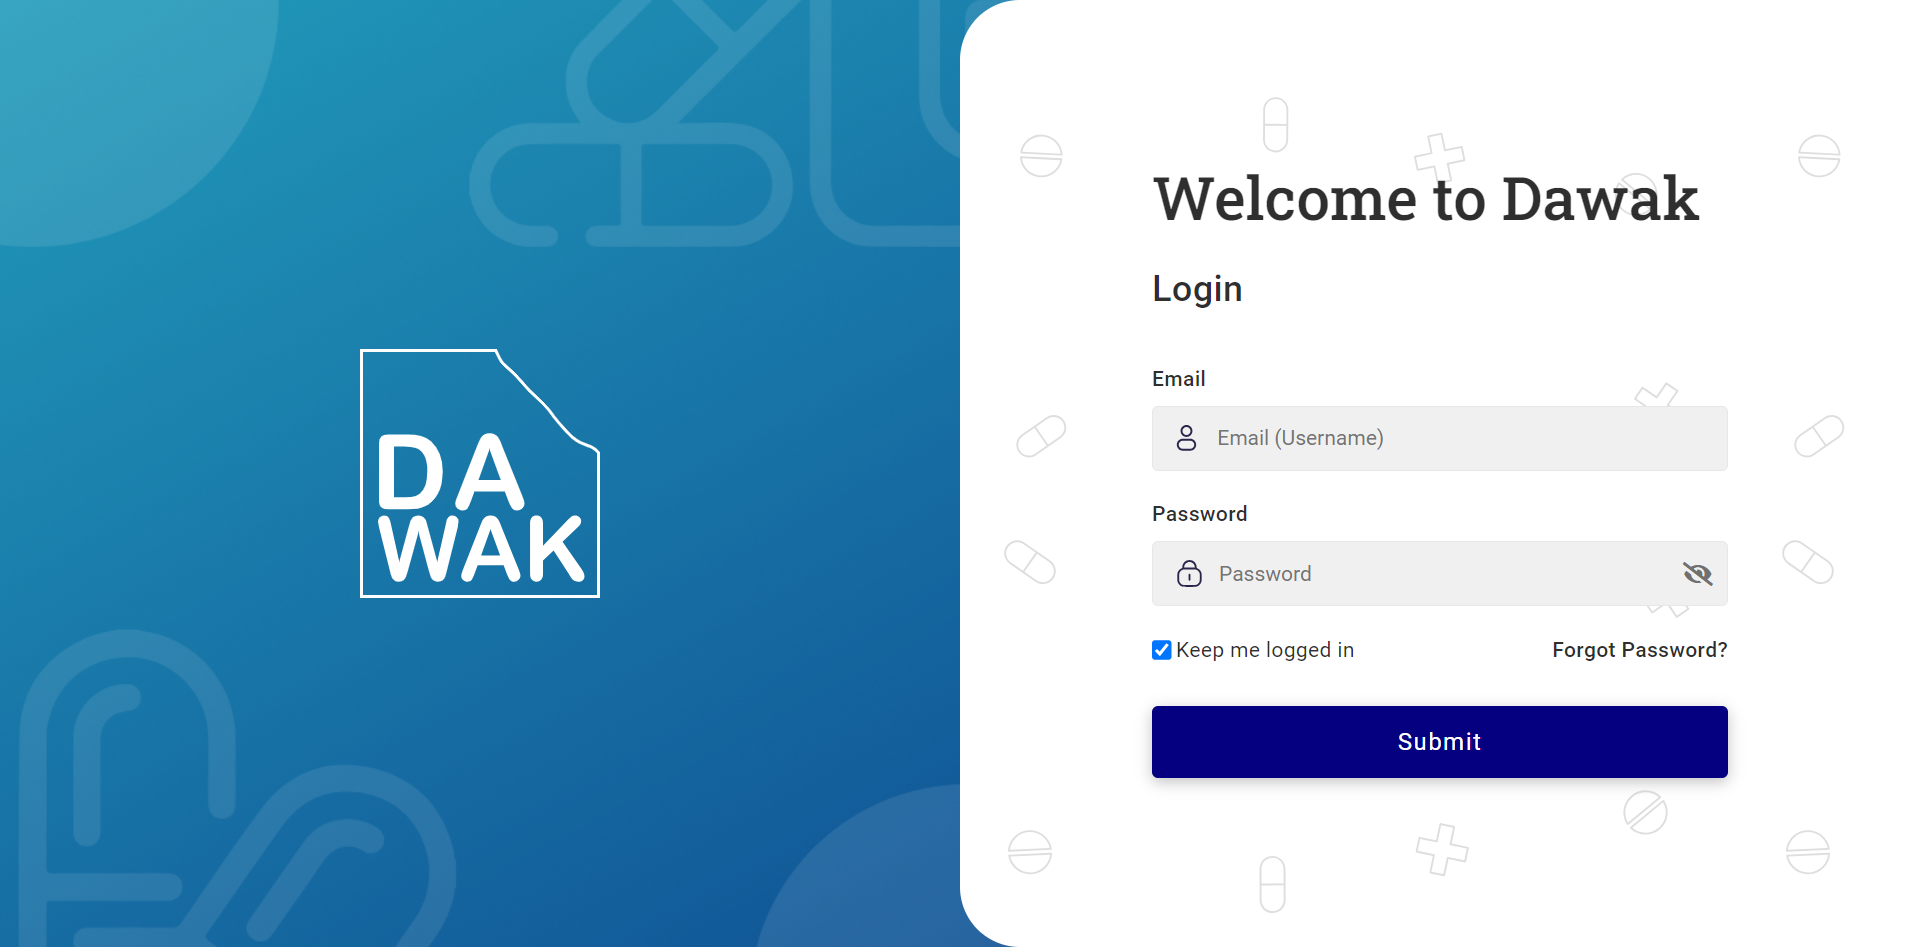 DA
WAK
Welcome to Dawak
Login
Email
Email (Username)
Password
Password
Keep me logged in
Forgot Password?
Submit